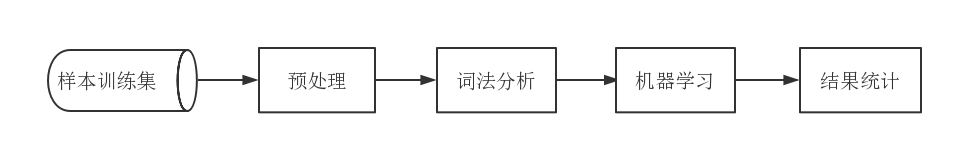 样本训练集
预处理
词法分析
机器学习
结果统计